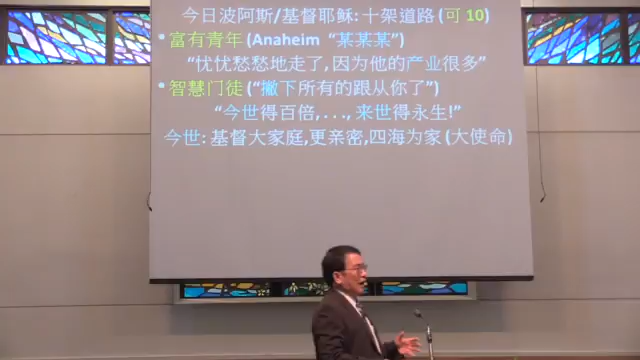 今日波阿斯/基督耶稣: 十架道路 (可 10)
• 富有青年 (Anaheim “某某某”)
“忧忧愁愁地走了, 因为他的产业很多”
• 智慧门徒 (“撇下所有的跟从你了”)
“今世得百倍, . . ., 来世得永生!”
今世: 基督大家庭,更亲密,四海为家 (大使命)